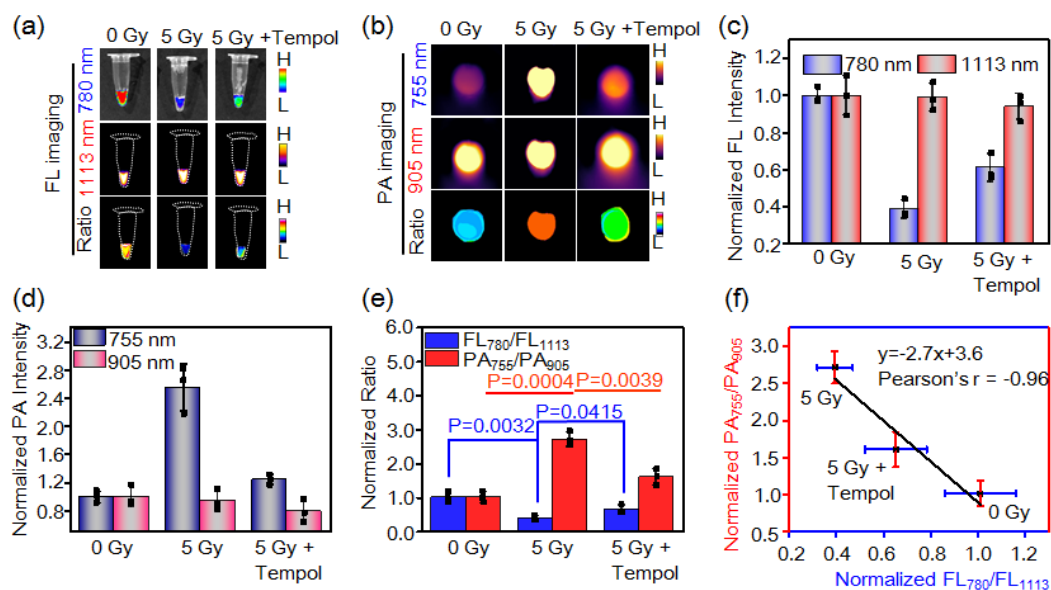 (a)
0 Gy 5 Gy 5 Gy +Tempol
FL imaging
780 nm
1113 nm
Ratio
H
L
H
L
H
L
(b)
0 Gy 5 Gy 5 Gy +Tempol
PA imaging
755 nm
905 nm
Ratio
H
L
H
L
H
L
(c)
780 nm 1113 nm
Normalized FL Intensity
1.2
1.0
0.8
0.6
0.4
0.2
0 Gy 5 Gy 5 Gy +
Tempol
(d)
755 nm
905 nm
Normalized PA Intensity
3.2
2.8
2.4
2.0
1.6
1.2
0.8
0 Gy 5 Gy 5 Gy +
Tempol
(e)
FL780/FL1113
PA755/PA905
P=0.0004 P=0.0039
P=0.0032 P=0.0415
Normalized Ratio
6.0
5.0
4.0
3.0
2.0
1.0
0.0
0 Gy 5 Gy 5 Gy +
Tempol
(f)
y=-2.7x+3.6
Pearson's r = -0.96
5 Gy
5 Gy +
Tempol
0 Gy
Normalized PA755/PA905
3.0
2.5
2.0
1.5
1.0
0.5
0.2 0.4 0.6 0.8 1.0 1.2
Normalized FL780/FL1113